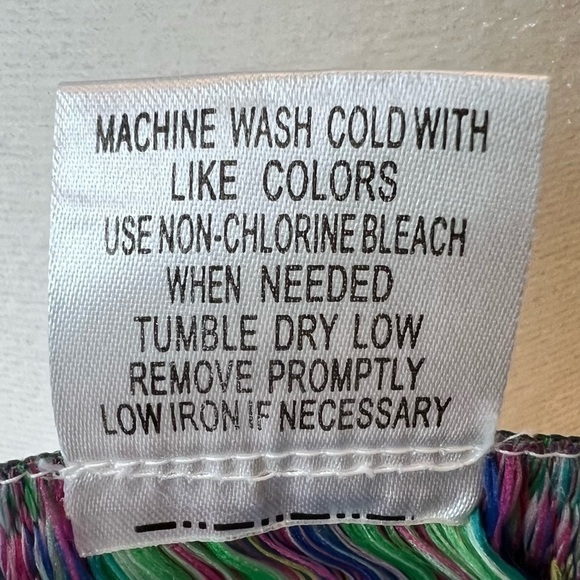 MACHINE WASH COLD WITH
LIKE COLORS
USE NON-CHLORINE BLEACH
WHEN NEEDED
TUMBLE DRY LOW
REMOVE PROMPTLY
LOW IRON IF NECESSARY